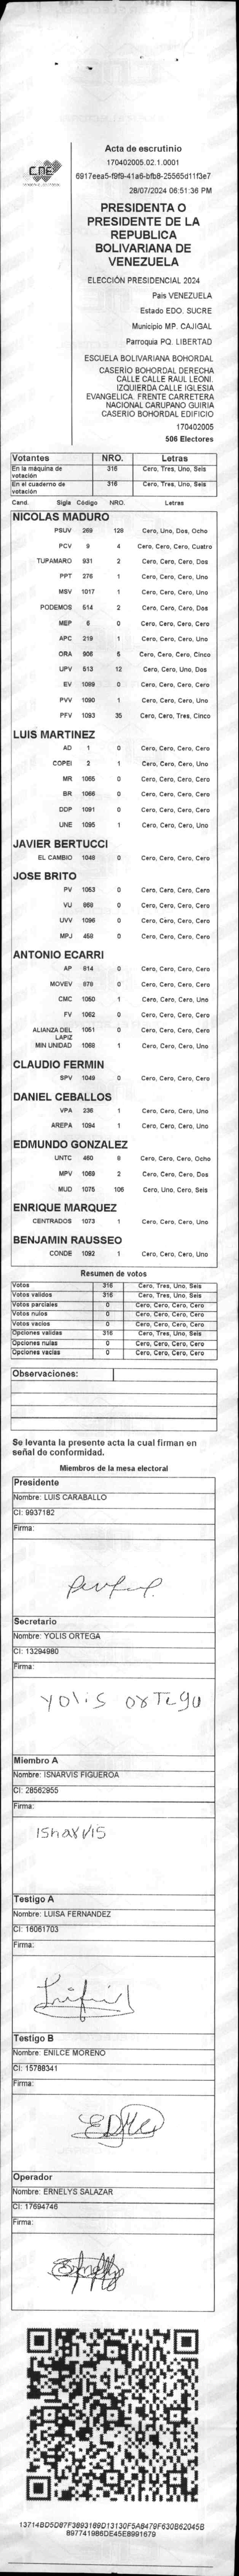 CNE
Acta de escrutinio
170402005.02.1.0001
6917eea5-f9f9-41a6-bfb8-25565d11f3e7
28/07/2024 06:51:36 PM
PRESIDENTA O
PRESIDENTE DE LA
REPUBLICA
BOLIVARIANA DE
VENEZUELA
ELECCIÓN PRESIDENCIAL 2024
País VENEZUELA
Estado EDO. SUCRE
Municipio MP. CAJIGAL
Parroquia PQ. LIBERTAD
ESCUELA BOLIVARIANA BOHORDAL
CASERÍO BOHORDAL DERECHA
CALLE CALLE RAUL LEONI.
IZQUIERDA CALLE IGLESIA
EVANGELICA. FRENTE CARRETERA
NACIONAL CARUPANO GUIRIA
CASERIO BOHORDAL EDIFICIO
170402005
506 Electores
Votantes NRO. Letras
En la máquina de votación 316 Cero, Tres, Uno, Seis
En el cuaderno de votación 316 Cero, Tres, Uno, Seis
Cand. Sigla Código NRO. Letras
NICOLAS MADURO
PSUV 269 128 Cero, Uno, Dos, Ocho
PCV 9 4 Cero, Cero, Cero, Cuatro
TUPAMARO 931 2 Cero, Cero, Cero, Dos
PPT 276 1 Cero, Cero, Cero, Uno
MSV 1017 1 Cero, Cero, Cero, Uno
PODEMOS 514 2 Cero, Cero, Cero, Dos
MEP 6 0 Cero, Cero, Cero, Cero
APC 219 1 Cero, Cero, Cero, Uno
ORA 906 5 Cero, Cero, Cero, Cinco
UPV 513 12 Cero, Cero, Uno, Dos
EV 1089 0 Cero, Cero, Cero, Cero
PVV 1090 1 Cero, Cero, Cero, Uno
PFV 1093 35 Cero, Cero, Tres, Cinco
LUIS MARTINEZ
AD 1 0 Cero, Cero, Cero, Cero
COPEI 2 1 Cero, Cero, Cero, Uno
MR 1055 0 Cero, Cero, Cero, Cero
BR 1066 0 Cero, Cero, Cero, Cero
DDP 1091 0 Cero, Cero, Cero, Cero
UNE 1095 1 Cero, Cero, Cero, Uno
JAVIER BERTUCCI
EL CAMBIO 1048 0 Cero, Cero, Cero, Cero
JOSE BRITO
PV 1053 0 Cero, Cero, Cero, Cero
VU 868 0 Cero, Cero, Cero, Cero
UVV 1096 0 Cero, Cero, Cero, Cero
MPJ 458 0 Cero, Cero, Cero, Cero
ANTONIO ECARRI
AP 814 0 Cero, Cero, Cero, Cero
MOVEV 679 0 Cero, Cero, Cero, Cero
CMC 1050 1 Cero, Cero, Cero, Uno
FV 1062 0 Cero, Cero, Cero, Cero
ALIANZA DEL LAPIZ 1051 0 Cero, Cero, Cero, Cero
MIN UNIDAD 1068 1 Cero, Cero, Cero, Uno
CLAUDIO FERMIN
SPV 1049 0 Cero, Cero, Cero, Cero
DANIEL CEBALLOS
VPA 236 1 Cero, Cero, Cero, Uno
AREPA 1094 1 Cero, Cero, Cero, Uno
EDMUNDO GONZALEZ
UNTC 460 8 Cero, Cero, Cero, Ocho
MPV 1069 2 Cero, Cero, Cero, Dos
MUD 1075 106 Cero, Uno, Cero, Seis
ENRIQUE MARQUEZ
CENTRADOS 1073 1 Cero, Cero, Cero, Uno
BENJAMIN RAUSSEO
CONDE 1092 1 Cero, Cero, Cero, Uno
Resumen de votos
Votos 316 Cero, Tres, Uno, Seis
Votos validos 316 Cero, Tres, Uno, Seis
Votos parciales 0 Cero, Cero, Cero, Cero
Votos nulos 0 Cero, Cero, Cero, Cero
Votos vacios 0 Cero, Cero, Cero, Cero
Opciones validas 316 Cero, Tres, Uno, Seis
Opciones nulas 0 Cero, Cero, Cero, Cero
Opciones vacias 0 Cero, Cero, Cero, Cero
Observaciones:
Se levanta la presente acta la cual firman en
señal de conformidad.
Miembros de la mesa electoral
Presidente
Nombre: LUIS CARABALLO
CI: 9937182
Firma:
Secretario
Nombre: YOLIS ORTEGA
CI: 13294980
Firma:
yolis ortega
Miembro A
Nombre: ISNARVIS FIGUEROA
CI: 28562955
Firma:
Testigo A
Nombre: LUISA FERNANDEZ
CI: 16061703
Firma:
Testigo B
Nombre: ENILCE MORENO
CI: 15788341
Firma:
Operador
Nombre: ERNELYS SALAZAR
CI: 17694746
Firma:
13714BD5D87F3893189D13130F5A8479F630B62045B
897741986DE45E8991679